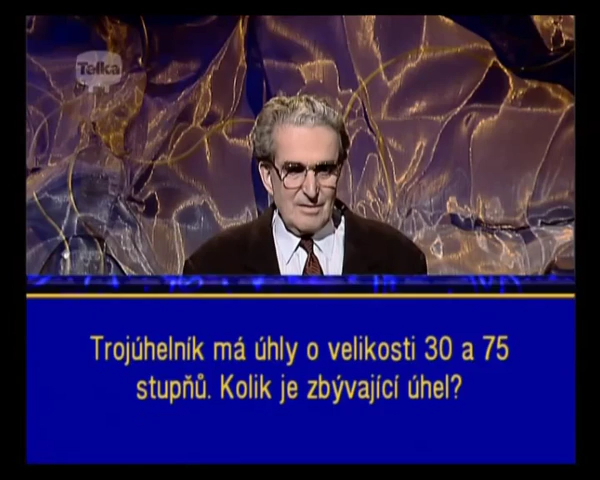 Telka
Trojúhelník má úhly o velikosti 30 a 75
stupňů. Kolik je zbývající úhel?